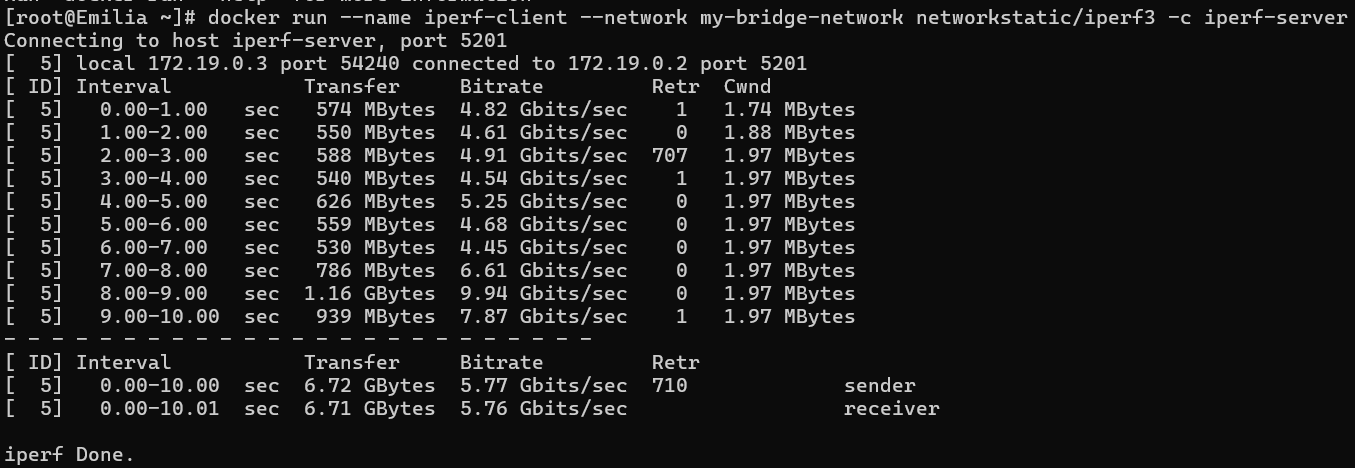 [root@Emilia ~]# docker run --name iperf-client --network my-bridge-network networkstatic/iperf3 -c iperf-server
Connecting to host iperf-server, port 5201
[  5] local 172.19.0.3 port 54240 connected to 172.19.0.2 port 5201
[ ID] Interval           Transfer     Bitrate         Retr  Cwnd
[  5]   0.00-1.00   sec   574 MBytes  4.82 Gbits/sec    1   1.74 MBytes
[  5]   1.00-2.00   sec   550 MBytes  4.61 Gbits/sec    0   1.88 MBytes
[  5]   2.00-3.00   sec   588 MBytes  4.91 Gbits/sec  707   1.97 MBytes
[  5]   3.00-4.00   sec   540 MBytes  4.54 Gbits/sec    1   1.97 MBytes
[  5]   4.00-5.00   sec   626 MBytes  5.25 Gbits/sec    0   1.97 MBytes
[  5]   5.00-6.00   sec   559 MBytes  4.68 Gbits/sec    0   1.97 MBytes
[  5]   6.00-7.00   sec   530 MBytes  4.45 Gbits/sec    0   1.97 MBytes
[  5]   7.00-8.00   sec   786 MBytes  6.61 Gbits/sec    0   1.97 MBytes
[  5]   8.00-9.00   sec  1.16 GBytes  9.94 Gbits/sec    0   1.97 MBytes
[  5]   9.00-10.00  sec   939 MBytes  7.87 Gbits/sec    1   1.97 MBytes
- - - - - - - - - - - - - - - - - - - - - - - - -
[ ID] Interval           Transfer     Bitrate         Retr
[  5]   0.00-10.00  sec  6.72 GBytes  5.77 Gbits/sec  710             sender
[  5]   0.00-10.01  sec  6.71 GBytes  5.76 Gbits/sec                  receiver
iperf Done.